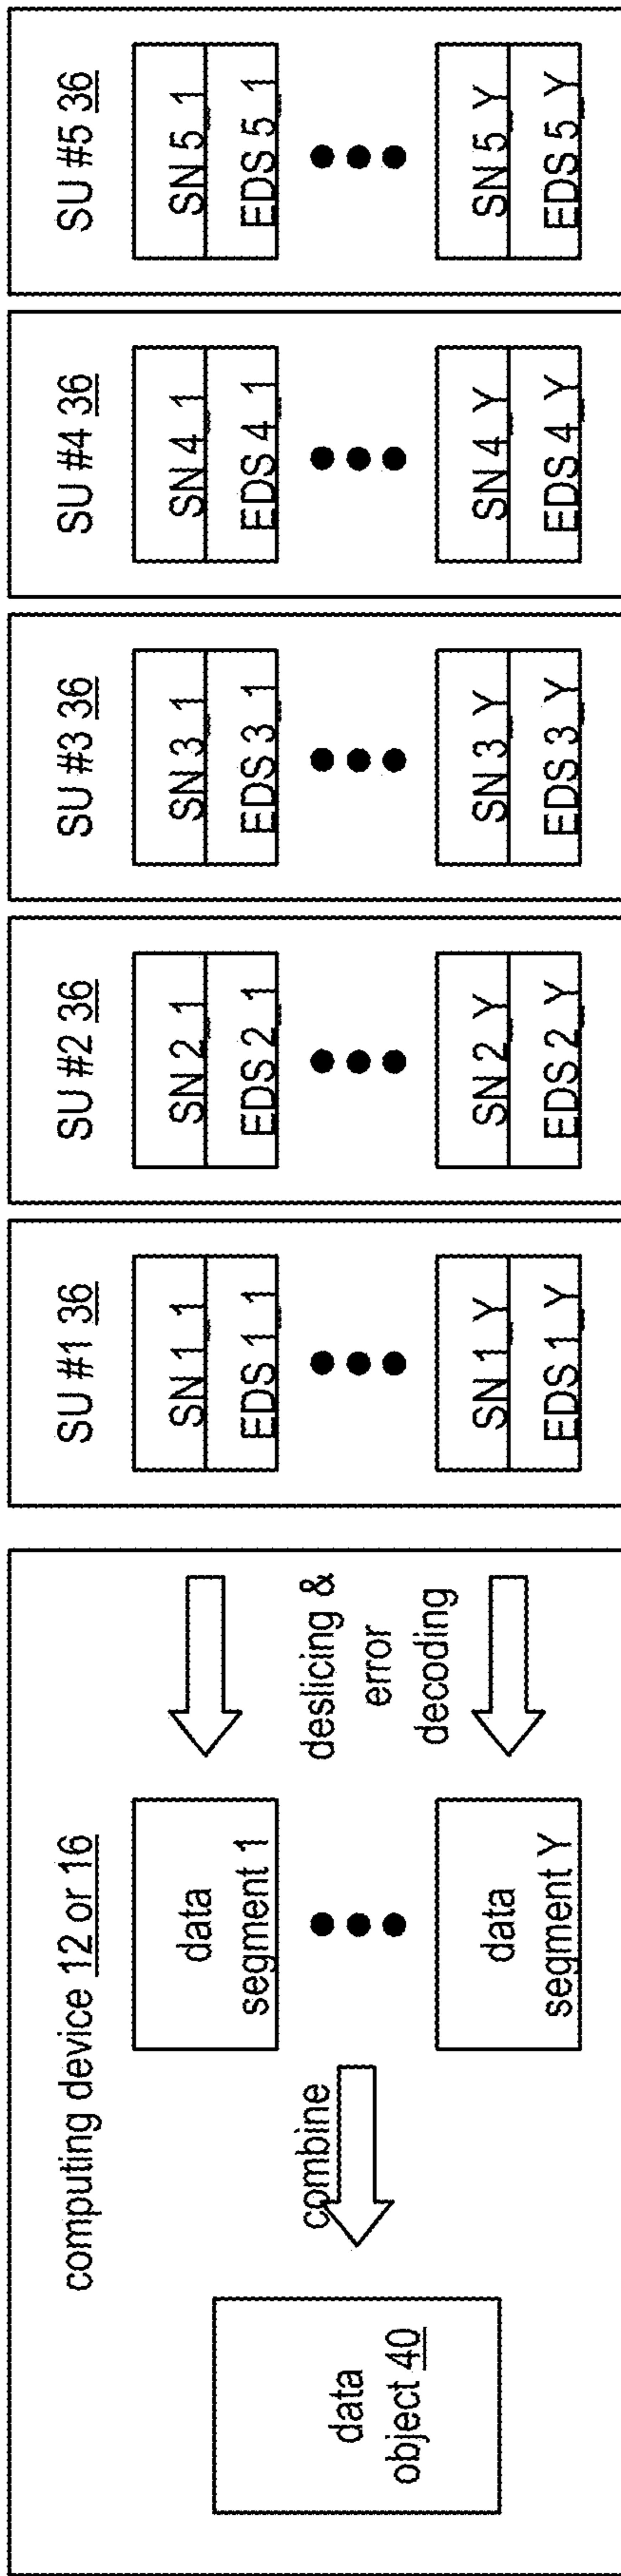 computing device 12 or 16
data
object 40
combine
data
segment 1
data
segment Y
deslicing &
error
decoding
SU #1 36
SN 1_1
EDS 1_1
SN 1_Y
EDS 1_Y
SU #2 36
SN 2_1
EDS 2_1
SN 2_Y
EDS 2_Y
SU #3 36
SN 3_1
EDS 3_1
SN 3_Y
EDS 3_Y
SU #4 36
SN 4_1
EDS 4_1
SN 4_Y
EDS 4_Y
SU #5 36
SN 5_1
EDS 5_1
SN 5_Y
EDS 5_Y